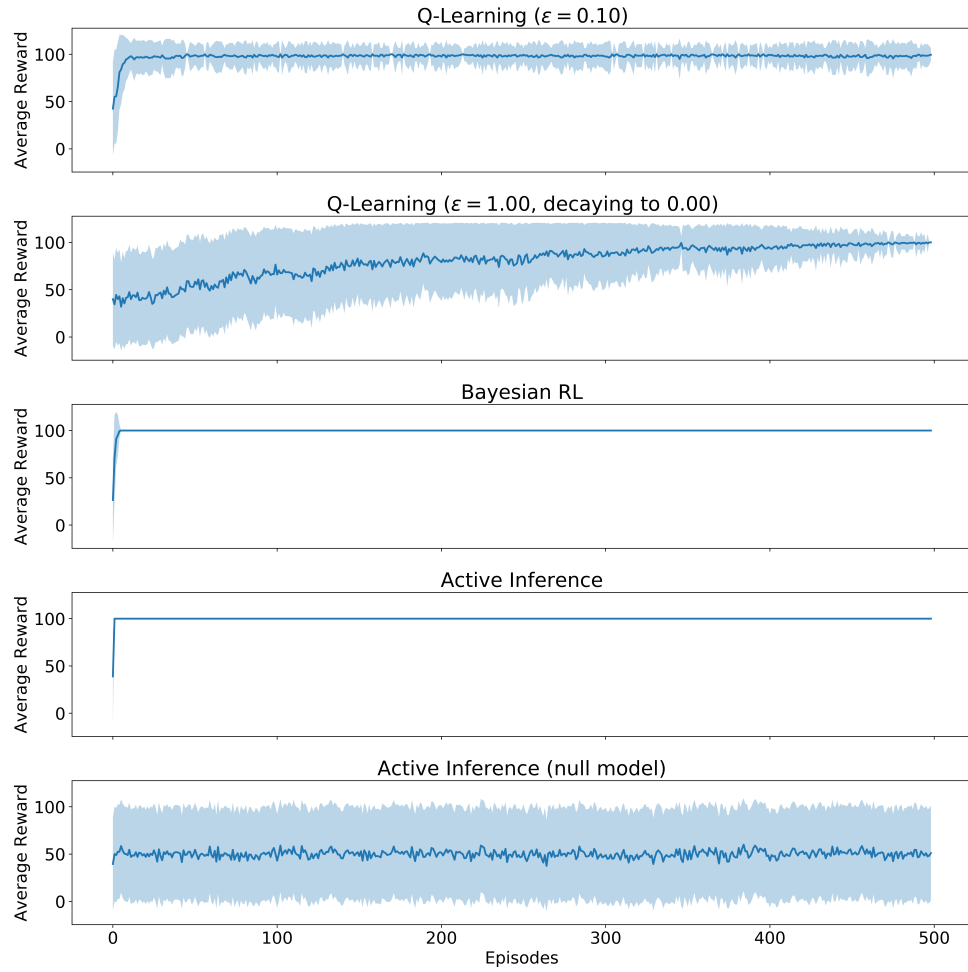 Q-Learning (ε = 0.10)
Average Reward
100
50
0
Q-Learning (ε = 1.00, decaying to 0.00)
Average Reward
100
50
0
Bayesian RL
Average Reward
100
50
0
Active Inference
Average Reward
100
50
0
Active Inference (null model)
Average Reward
100
50
0
0 100 200 300 400 500
Episodes